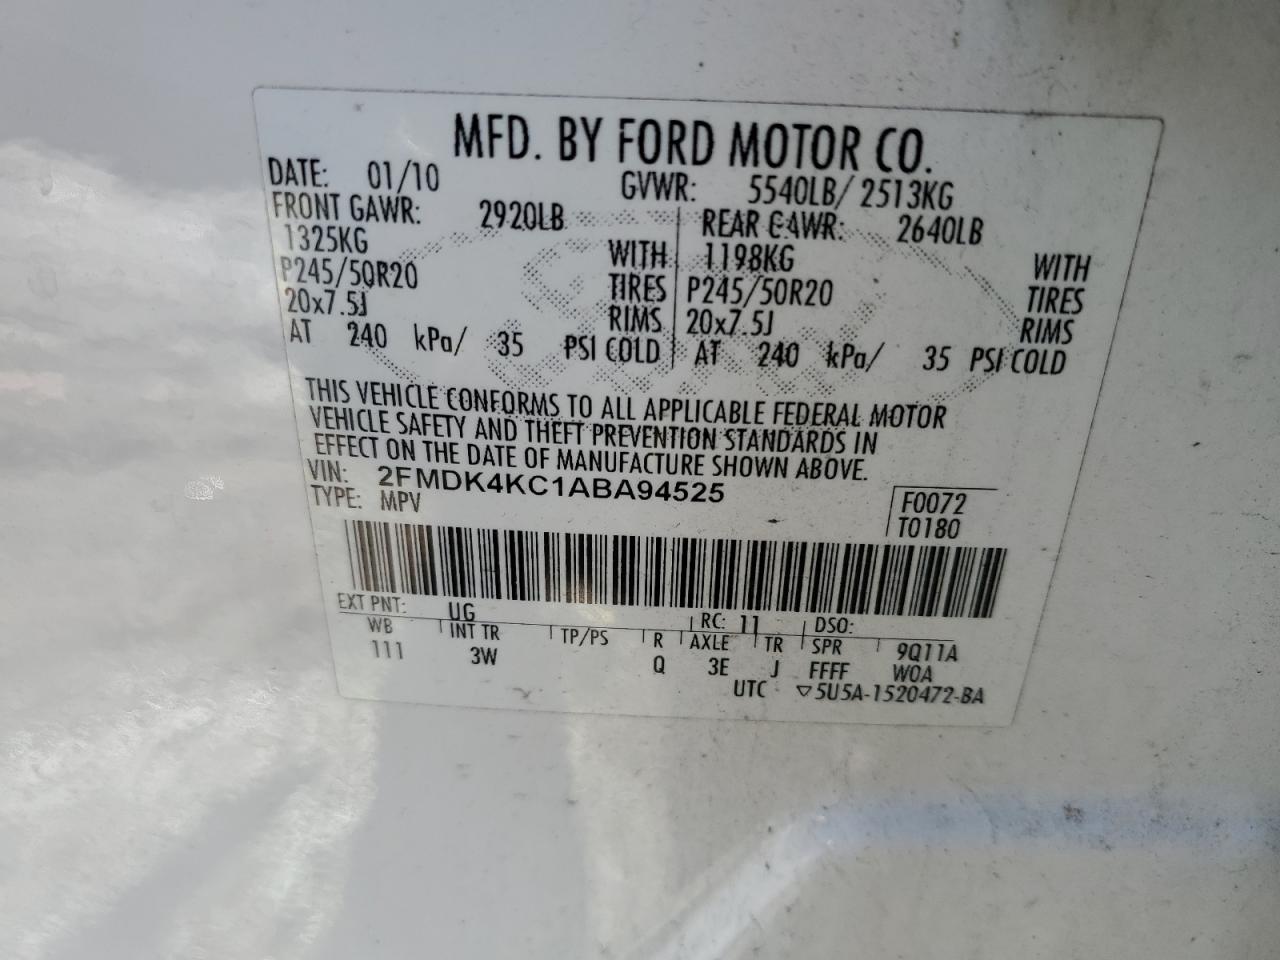 MFD. BY FORD MOTOR CO.
DATE: 01/10 GVWR: 5540LB/ 2513KG
FRONT GAWR: 2920LB REAR GAWR: 2640LB
1325KG WITH 1198KG WITH
P245/50R20 TIRES P245/50R20 TIRES
20x7.5J RIMS 20x7.5J RIMS
AT 240 kPa/ 35 PSI COLD AT 240 kPa/ 35 PSI COLD
THIS VEHICLE CONFORMS TO ALL APPLICABLE FEDERAL MOTOR
VEHICLE SAFETY AND THEFT PREVENTION STANDARDS IN
EFFECT ON THE DATE OF MANUFACTURE SHOWN ABOVE.
VIN: 2FMDK4KC1ABA94525
TYPE: MPV F0072
T0180
EXT PNT: UG RC: 11 DSO:
WB INT TR TP/PS R AXLE TR SPR 9Q11A
111 3W Q 3E J FFFF WOA
UTC ▽5U5A-1520472-BA